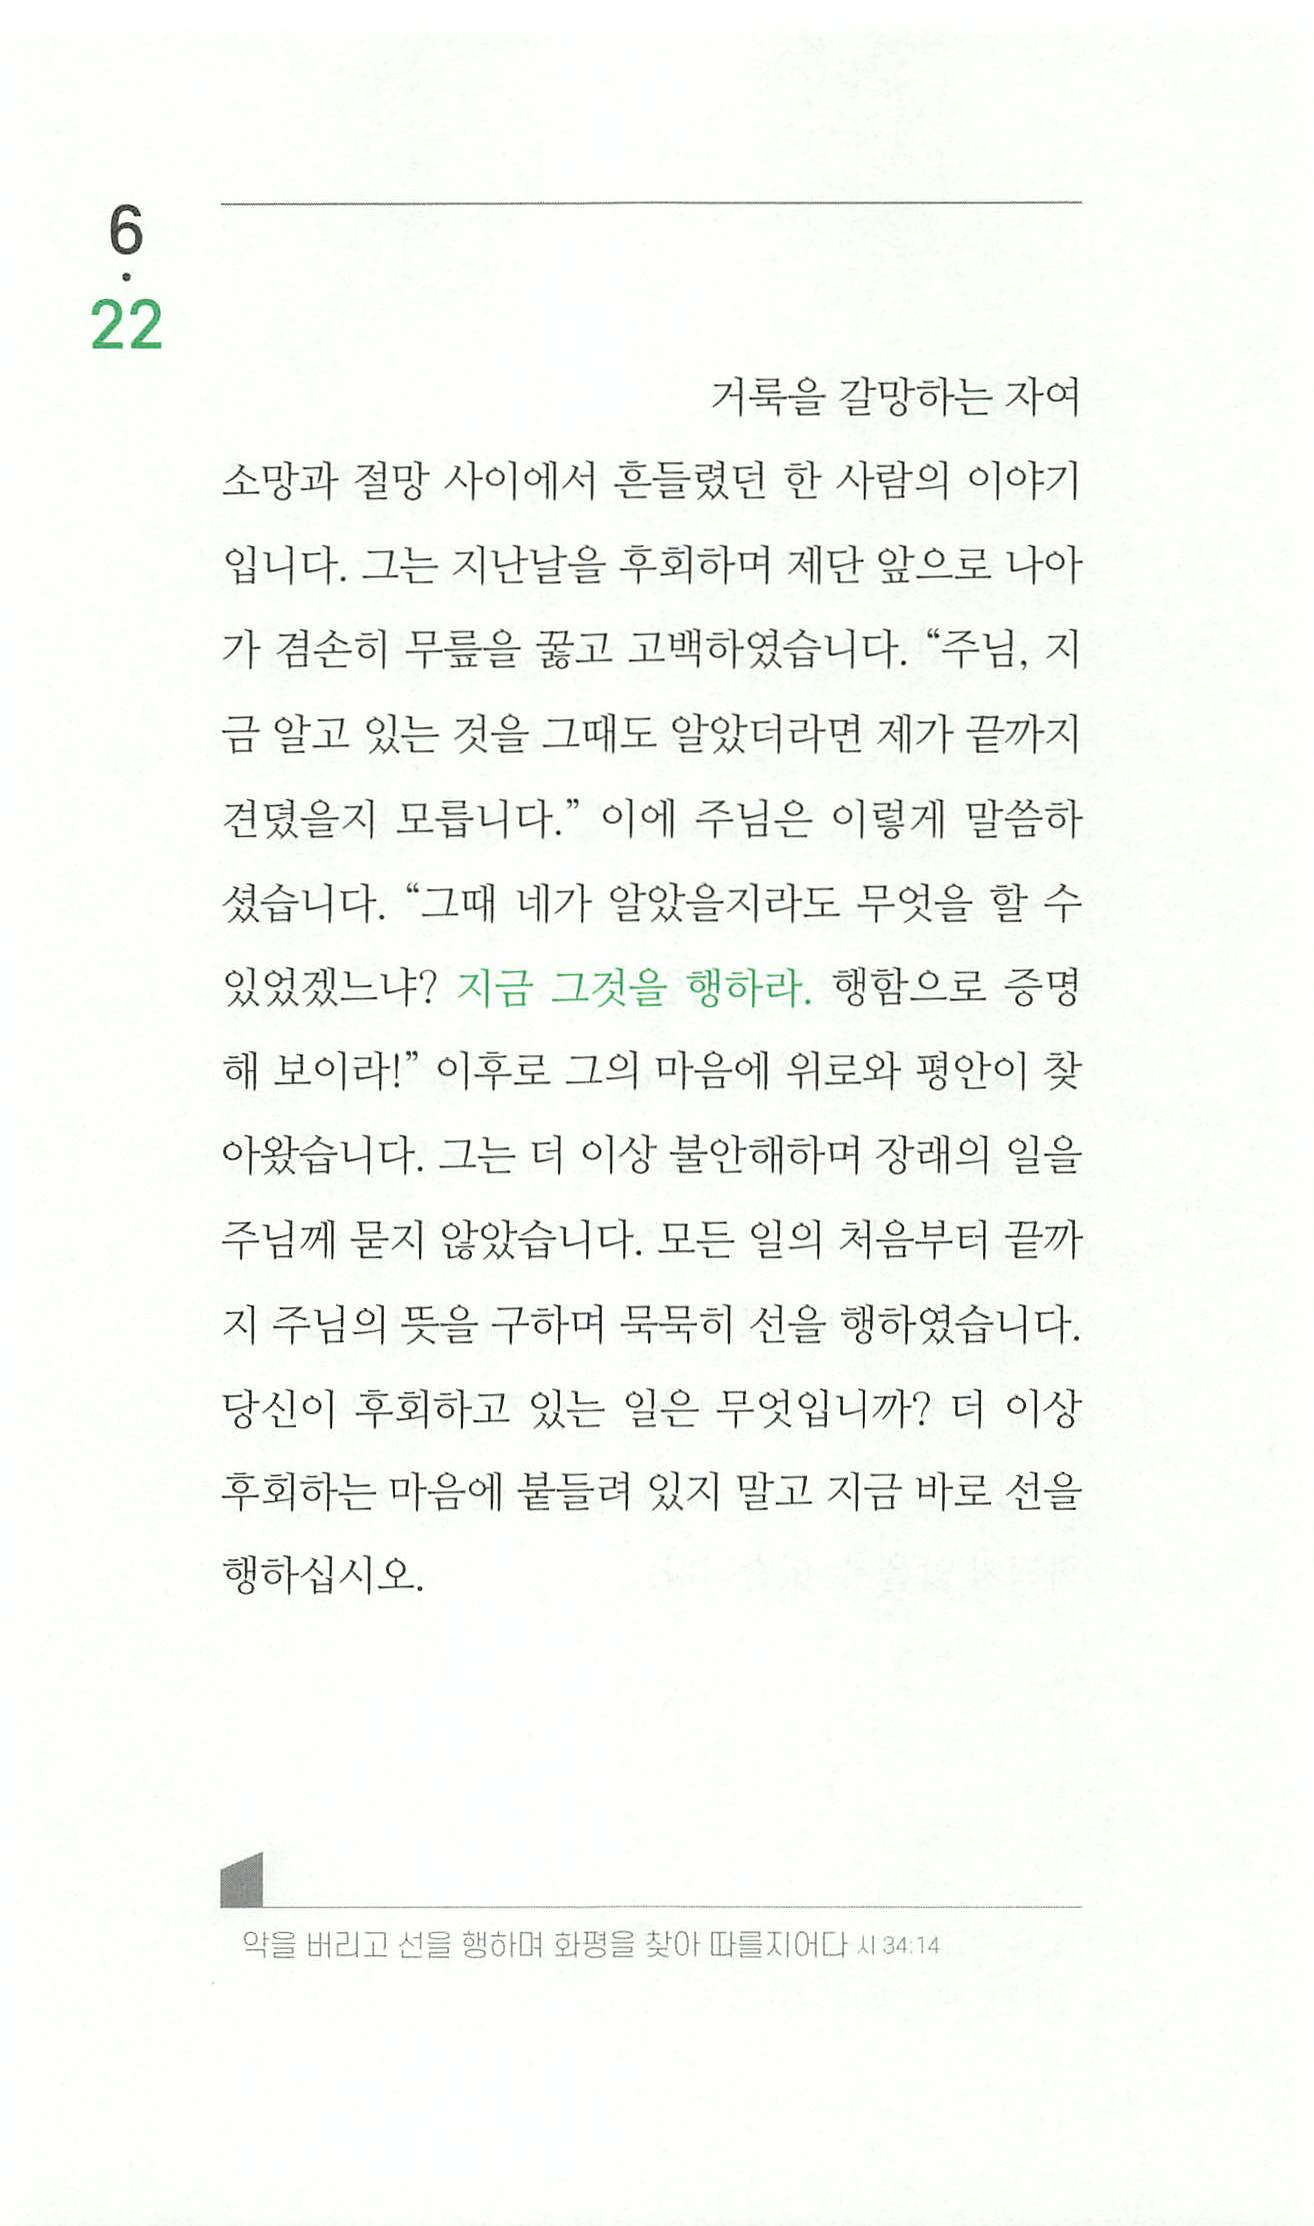 6
·
22
거룩을 갈망하는 자여
소망과 절망 사이에서 흔들렸던 한 사람의 이야기
입니다. 그는 지난날을 후회하며 제단 앞으로 나아
가 겸손히 무릎을 꿇고 고백하였습니다. “주님, 지
금 알고 있는 것을 그때도 알았더라면 제가 끝까지
견뎠을지 모릅니다.” 이에 주님은 이렇게 말씀하
셨습니다. “그때 네가 알았을지라도 무엇을 할 수
있었겠느냐? 지금 그것을 행하라. 행함으로 증명
해 보이라!” 이후로 그의 마음에 위로와 평안이 찾
아왔습니다. 그는 더 이상 불안해하며 장래의 일을
주님께 묻지 않았습니다. 모든 일의 처음부터 끝까
지 주님의 뜻을 구하며 묵묵히 선을 행하였습니다.
당신이 후회하고 있는 일은 무엇입니까? 더 이상
후회하는 마음에 붙들려 있지 말고 지금 바로 선을
행하십시오.
악을 버리고 선을 행하며 화평을 찾아 따를지어다 시 34:14